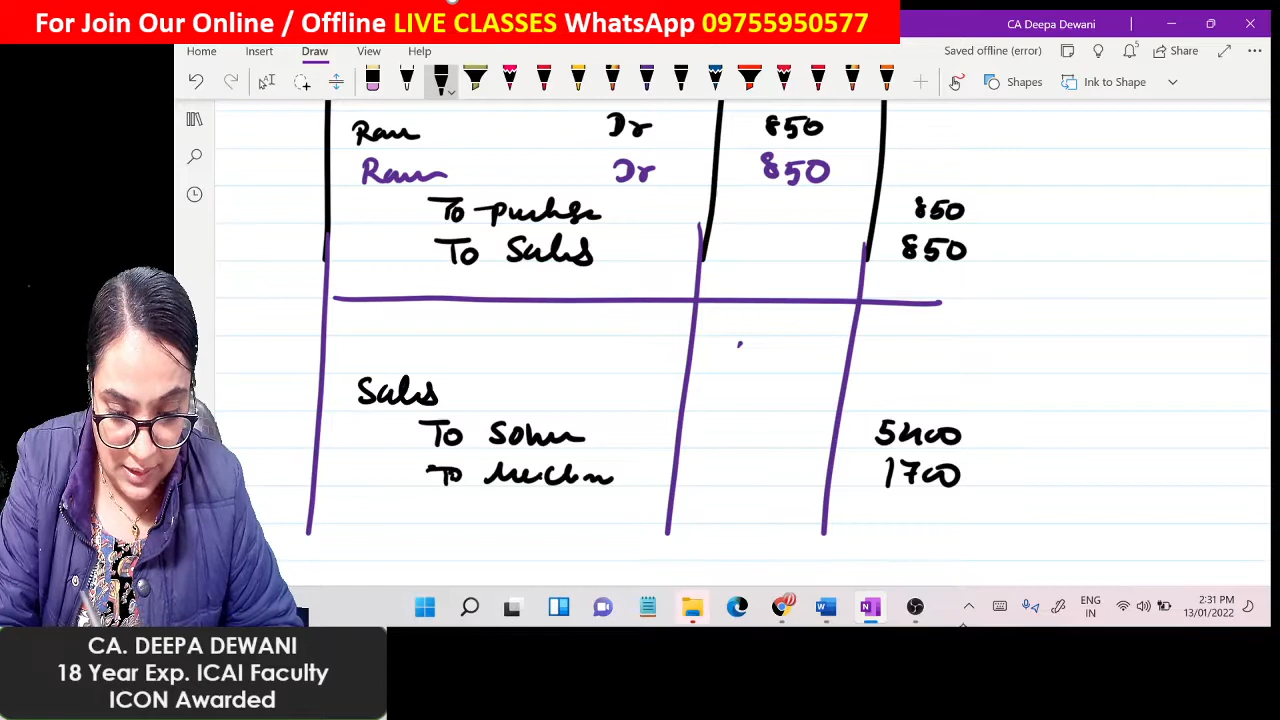 For Join Our Online / Offline LIVE CLASSES WhatsApp 09755950577
CA Deepa Dewani
Home Insert Draw View Help
Saved offline (error)
Share
Shapes
Ink to Shape
Ram Dr 850
Ram Dr 850
To purchase 850
To Sales 850
Sales
To 5400
To 1700
ENG
IN
2:31 PM
13/01/2022
CA. DEEPA DEWANI
18 Year Exp. ICAI Faculty
ICON Awarded